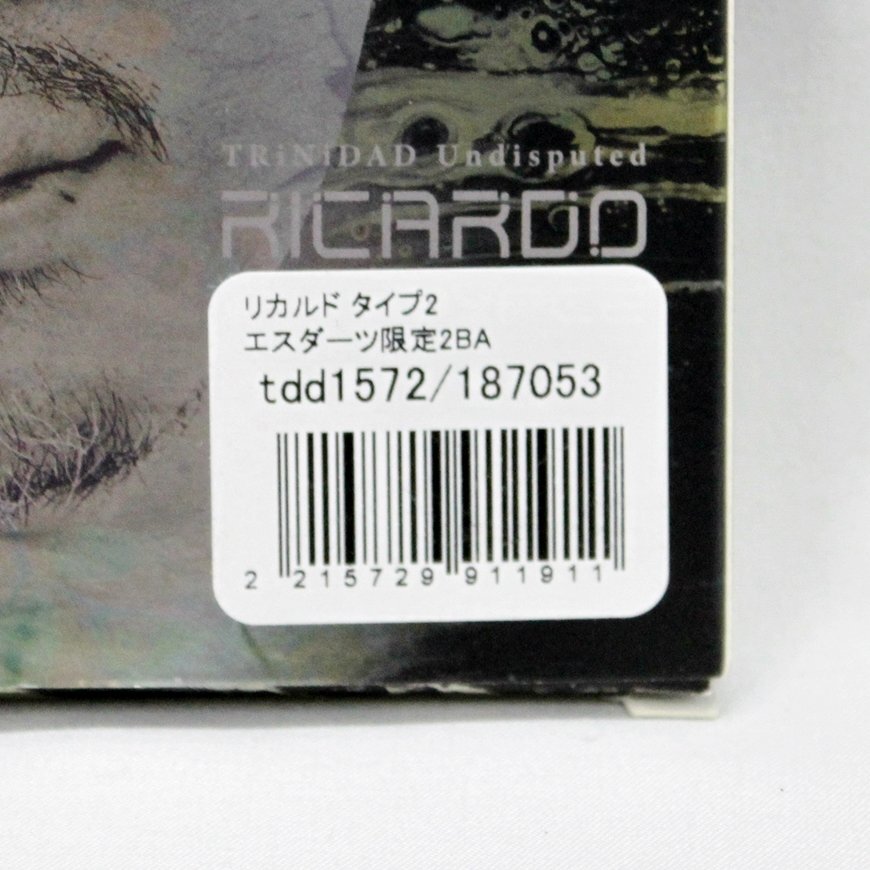 TRiNiDAD Undisputed
RICARDO
リカルド タイプ2
エスダーツ限定2BA
tdd1572/187053
2 215729 911911